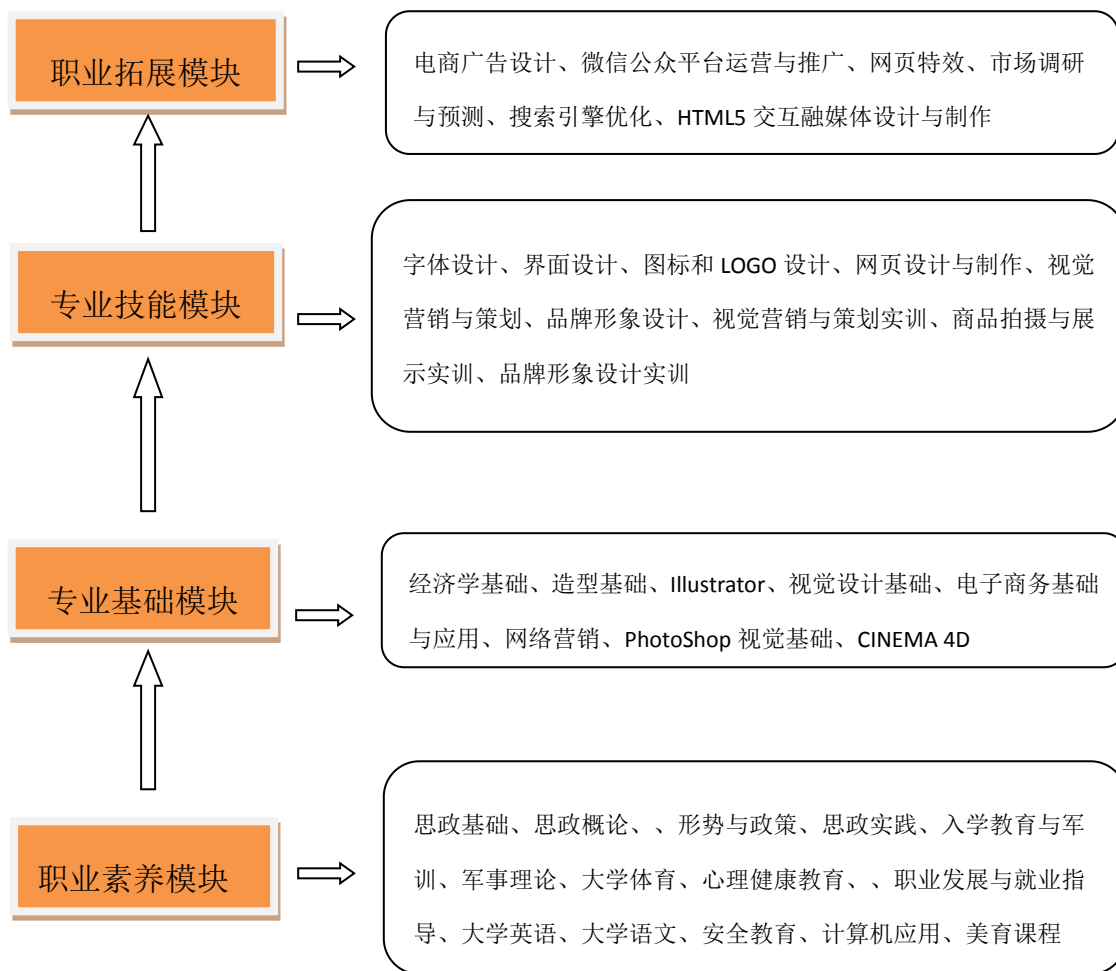 职业拓展模块
电商广告设计、微信公众平台运营与推广、网页特效、市场调研
与预测、搜索引擎优化、HTML5 交互融媒体设计与制作
专业技能模块
字体设计、界面设计、图标和 LOGO 设计、网页设计与制作、视觉
营销与策划、品牌形象设计、视觉营销与策划实训、商品拍摄与展
示实训、品牌形象设计实训
专业基础模块
经济学基础、造型基础、Illustrator、视觉设计基础、电子商务基础
与应用、网络营销、PhotoShop 视觉基础、CINEMA 4D
职业素养模块
思政基础、思政概论、、形势与政策、思政实践、入学教育与军
训、军事理论、大学体育、心理健康教育、、职业发展与就业指
导、大学英语、大学语文、安全教育、计算机应用、美育课程